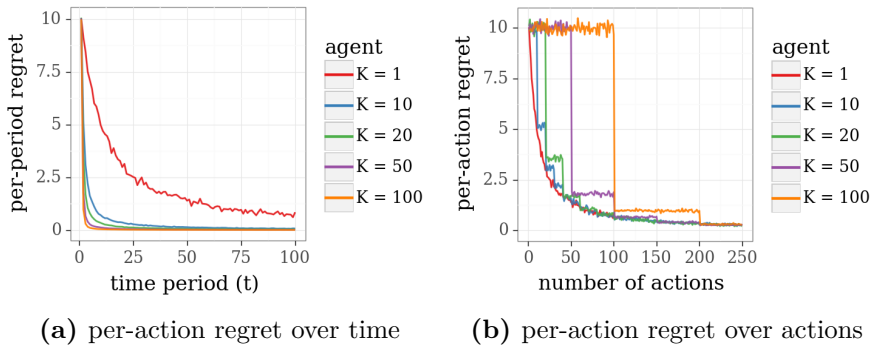 10.0
7.5
5.0
2.5
0
per-period regret
0
25
50
75
100
time period (t)
agent
K = 1
K = 10
K = 20
K = 50
K = 100
(a) per-action regret over time
10.0
7.5
5.0
2.5
0
per-action regret
0
50
100
150
200
250
number of actions
agent
K = 1
K = 10
K = 20
K = 50
K = 100
(b) per-action regret over actions